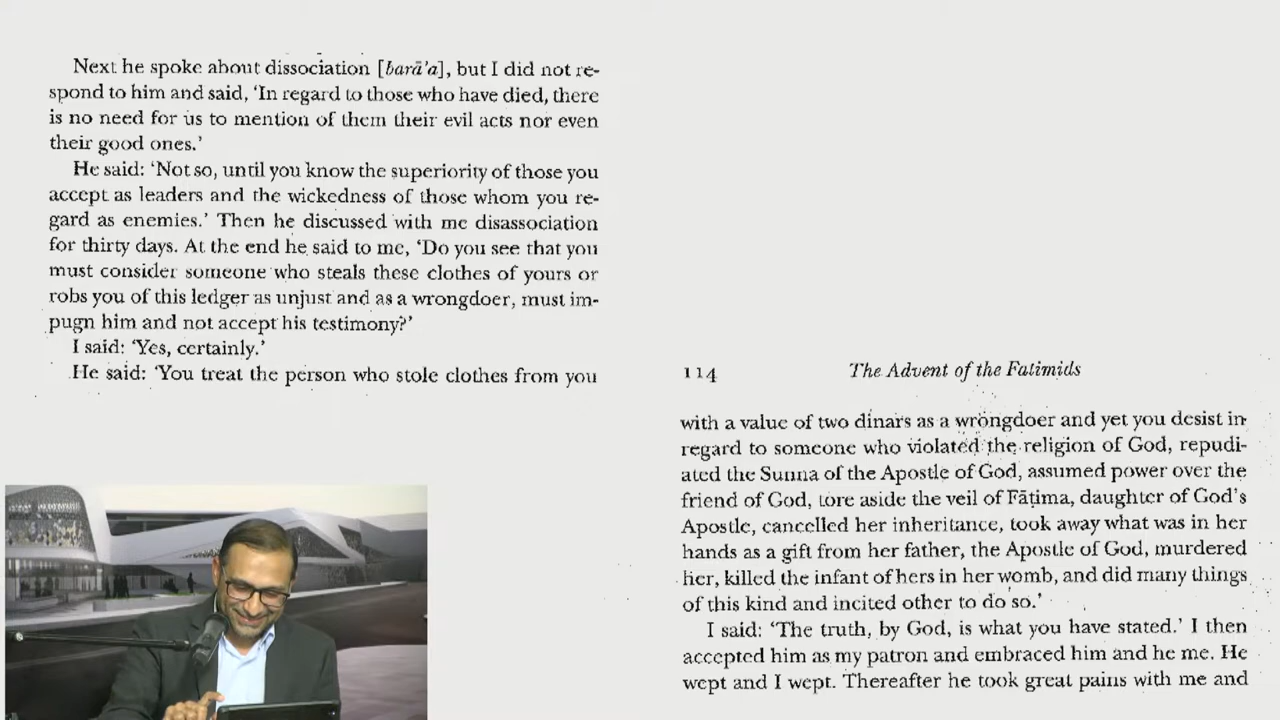 Next he spoke about dissociation [barā'a], but I did not re-
spond to him and said, 'In regard to those who have died, there
is no need for us to mention of them their evil acts nor even
their good ones.'
He said: 'Not so, until you know the superiority of those you
accept as leaders and the wickedness of those whom you re-
gard as enemies.' Then he discussed with me disassociation
for thirty days. At the end he said to me, 'Do you see that you
must consider someone who steals these clothes of yours or
robs you of this ledger as unjust and as a wrongdoer, must im-
pugn him and not accept his testimony?'
I said: 'Yes, certainly.'
He said: 'You treat the person who stole clothes from you
114 The Advent of the Fatimids
with a value of two dinars as a wrongdoer and yet you desist in
regard to someone who violated the religion of God, repudi-
ated the Sunna of the Apostle of God, assumed power over the
friend of God, tore aside the veil of Fāṭima, daughter of God's
Apostle, cancelled her inheritance, took away what was in her
hands as a gift from her father, the Apostle of God, murdered
her, killed the infant of hers in her womb, and did many things
of this kind and incited other to do so.'
I said: 'The truth, by God, is what you have stated.' I then
accepted him as my patron and embraced him and he me. He
wept and I wept. Thereafter he took great pains with me and